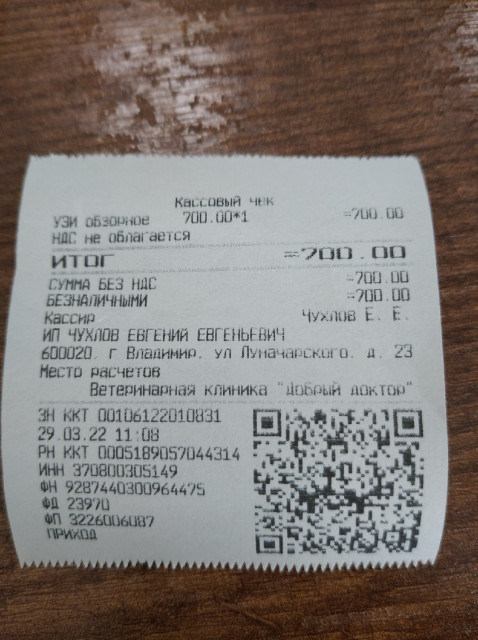 Кассовый чек
УЗИ обзорное 700.00*1 =700.00
НДС не облагается
ИТОГ =700.00
СУММА БЕЗ НДС =700.00
БЕЗНАЛИЧНЫМИ =700.00
Кассир Чухлов Е. Е.
ИП ЧУХЛОВ ЕВГЕНИЙ ЕВГЕНЬЕВИЧ
600020, г Владимир, ул Луначарского, д. 23
Место расчетов
Ветеринарная клиника "Добрый доктор"
ЗН ККТ 00106122010831
29.03.22 11:08
РН ККТ 0005189057044314
ИНН 370800305149
ФН 9287440300964475
ФД 23970
ФП 3226006087
ПРИХОД